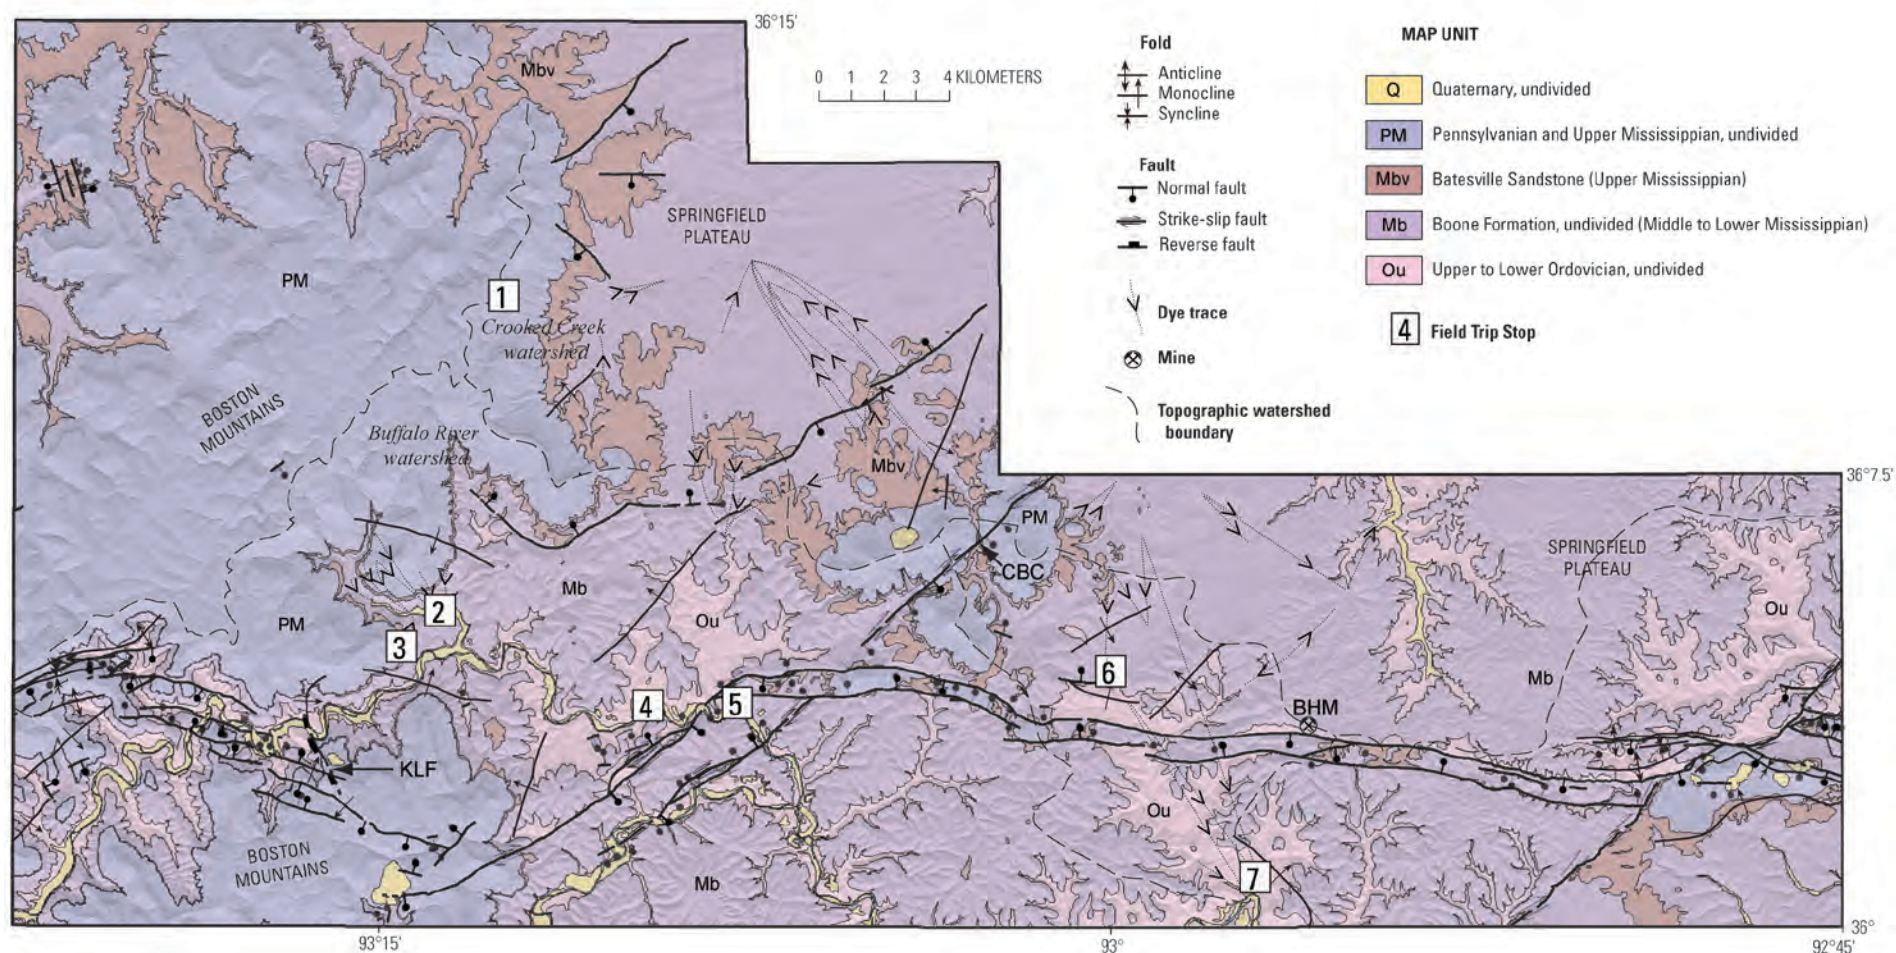 36°15'
0 1 2 3 4 KILOMETERS
Fold
Anticline
Monocline
Syncline
Fault
Normal fault
Strike-slip fault
Reverse fault
Dye trace
Mine
Topographic watershed
boundary
MAP UNIT
Q Quaternary, undivided
PM Pennsylvanian and Upper Mississippian, undivided
Mbv Batesville Sandstone (Upper Mississippian)
Mb Boone Formation, undivided (Middle to Lower Mississippian)
Ou Upper to Lower Ordovician, undivided
4 Field Trip Stop
Mbv
SPRINGFIELD
PLATEAU
PM
1
Crooked Creek
watershed
BOSTON
MOUNTAINS
Buffalo River
watershed
Mbv
36°7.5'
PM
SPRINGFIELD
PLATEAU
CBC
Mb
2
Ou
Ou
PM
3
6
Mb
4
5
BHM
KLF
Ou
BOSTON
MOUNTAINS
Mb
7
36°
93°15'
93°
92°45'